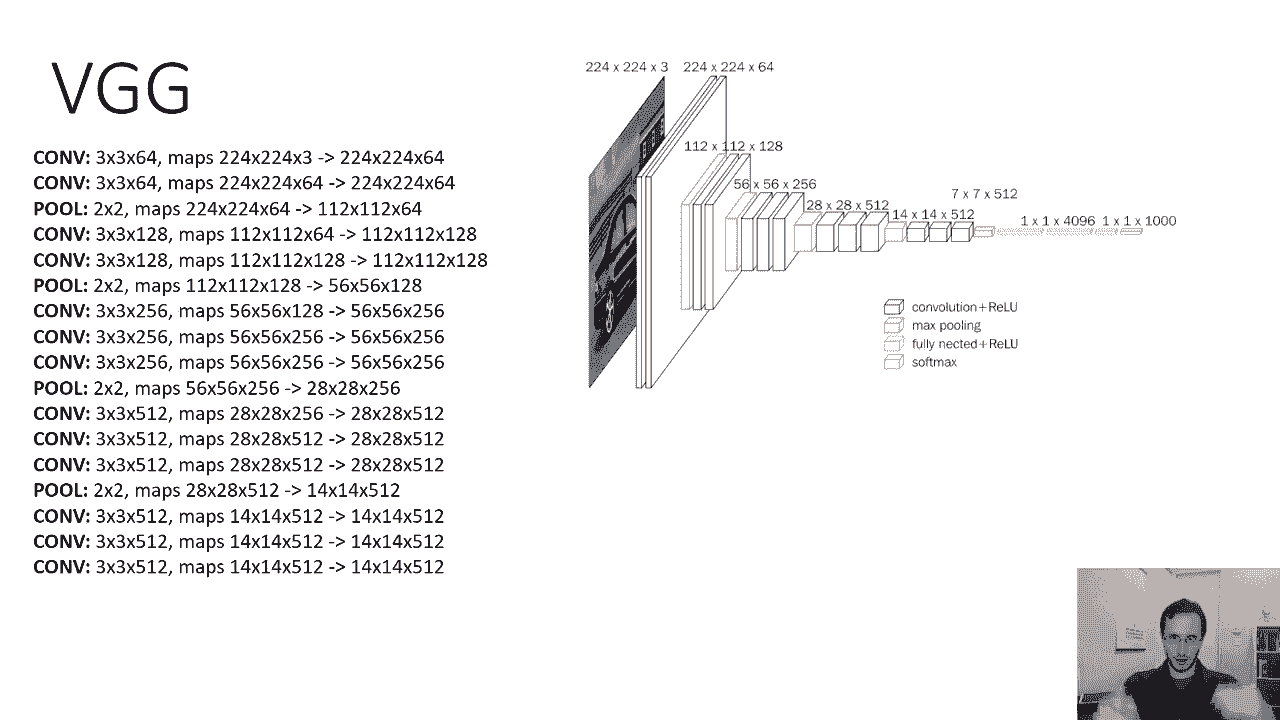 VGG
CONV: 3x3x64, maps 224x224x3 -> 224x224x64
CONV: 3x3x64, maps 224x224x64 -> 224x224x64
POOL: 2x2, maps 224x224x64 -> 112x112x64
CONV: 3x3x128, maps 112x112x64 -> 112x112x128
CONV: 3x3x128, maps 112x112x128 -> 112x112x128
POOL: 2x2, maps 112x112x128 -> 56x56x128
CONV: 3x3x256, maps 56x56x128 -> 56x56x256
CONV: 3x3x256, maps 56x56x256 -> 56x56x256
CONV: 3x3x256, maps 56x56x256 -> 56x56x256
POOL: 2x2, maps 56x56x256 -> 28x28x256
CONV: 3x3x512, maps 28x28x256 -> 28x28x512
CONV: 3x3x512, maps 28x28x512 -> 28x28x512
CONV: 3x3x512, maps 28x28x512 -> 28x28x512
POOL: 2x2, maps 28x28x512 -> 14x14x512
CONV: 3x3x512, maps 14x14x512 -> 14x14x512
CONV: 3x3x512, maps 14x14x512 -> 14x14x512
CONV: 3x3x512, maps 14x14x512 -> 14x14x512
224 x 224 x 3
224 x 224 x 64
112 x 112 x 128
56 x 56 x 256
28 x 28 x 512
14 x 14 x 512
7 x 7 x 512
1 x 1 x 4096
1 x 1 x 1000
convolution+ReLU
max pooling
fully nected+ReLU
softmax